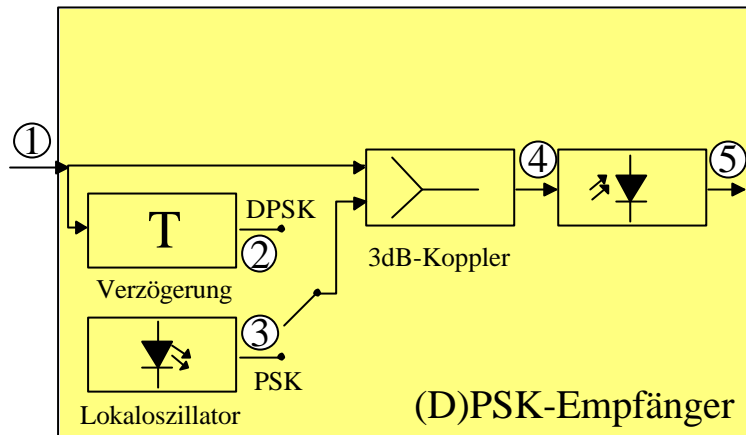 1
T
DPSK
2
Verzögerung
3
PSK
Lokaloszillator
3dB-Koppler
4
5
(D)PSK-Empfänger